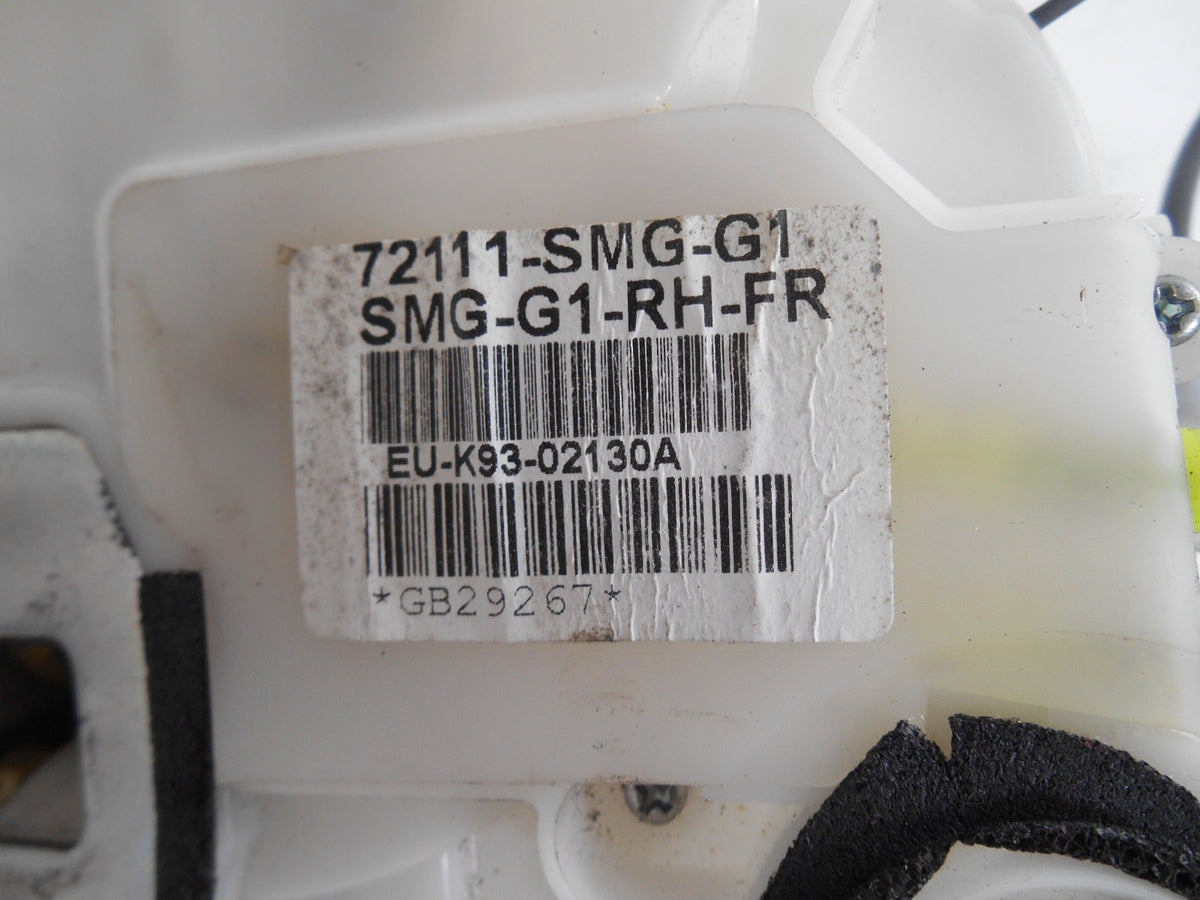 72111-SMG-G1
SMG-G1-RH-FR
EU-K93-02130A
*GB29267*